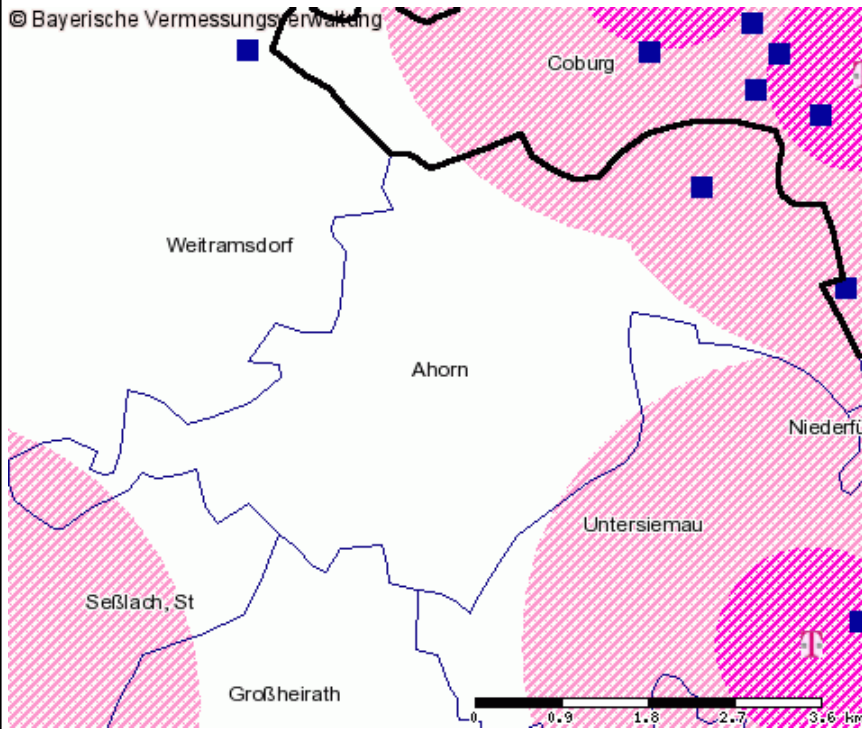 © Bayerische Vermessungsverwaltung
Coburg
Weitramsdorf
Ahorn
Niederfü
Untersiemau
Seßlach, St
Großheirath
T
0 0.9 1.8 2.7 3.6 km